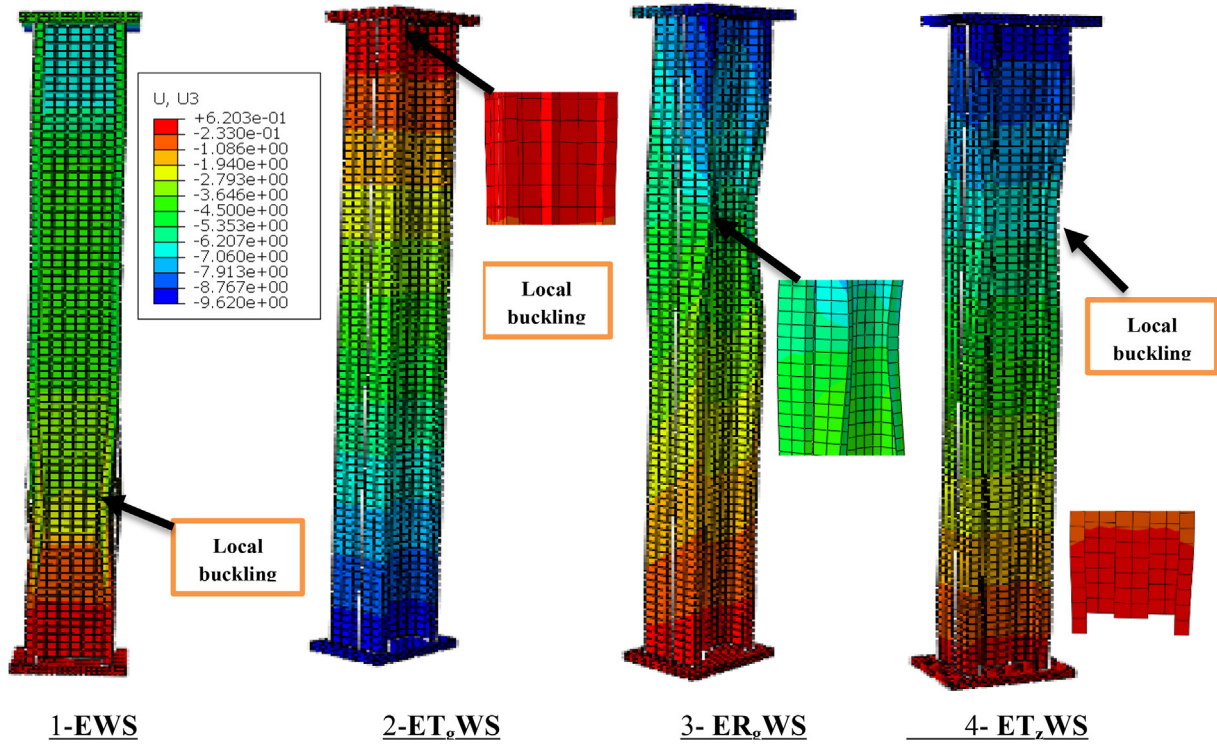 U, U3
+6.203e-01
-2.330e-01
-1.086e+00
-1.940e+00
-2.793e+00
-3.646e+00
-4.500e+00
-5.353e+00
-6.207e+00
-7.060e+00
-7.913e+00
-8.767e+00
-9.620e+00
Local
buckling
Local
buckling
Local
buckling
1-EWS
2-ETgWS
3- ERgWS
4- ETzWS